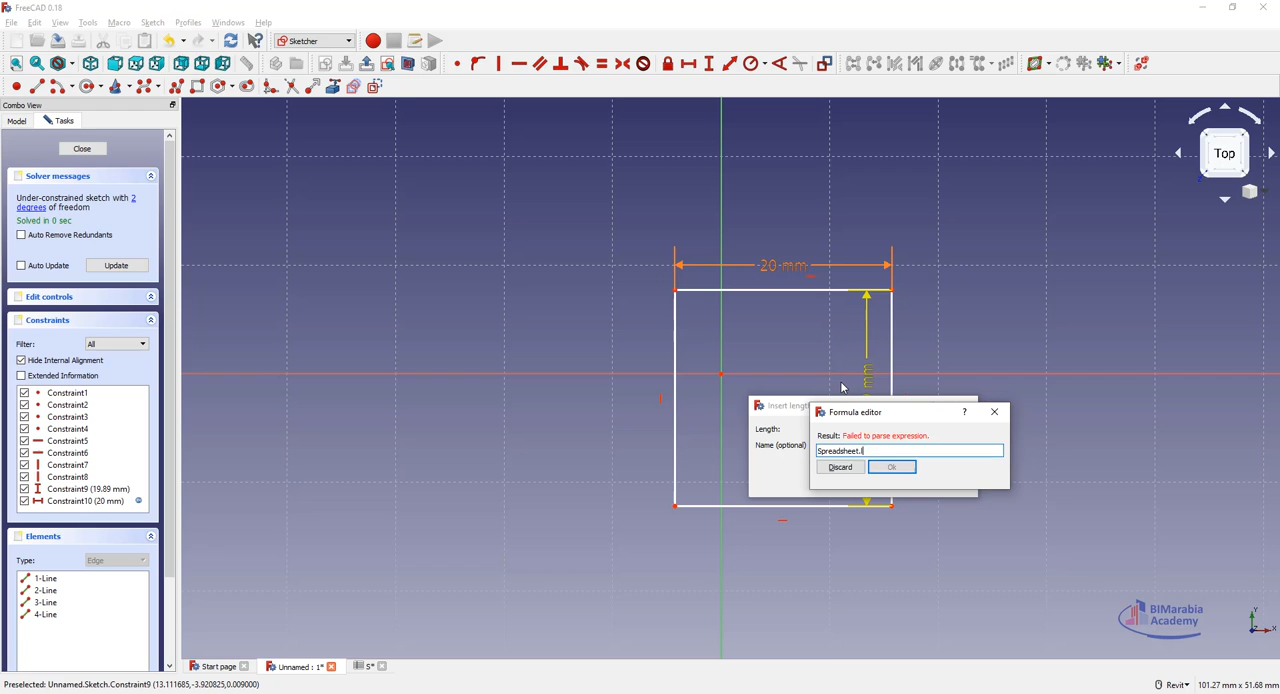 FreeCAD 0.18
File Edit View Tools Macro Sketch Profiles Windows Help
Sketcher
Combo View
Model Tasks
Close
Solver messages
Under-constrained sketch with 2
degrees of freedom
Solved in 0 sec
Auto Remove Redundants
Auto Update Update
Edit controls
Constraints
Filter: All
Hide Internal Alignment
Extended Information
Constraint1
Constraint2
Constraint3
Constraint4
Constraint5
Constraint6
Constraint7
Constraint8
Constraint9 (19.89 mm)
Constraint10 (20 mm)
Elements
Type: Edge
1-Line
2-Line
3-Line
4-Line
20 mm
mm
Top
Insert length
Length:
Name (optional)
Formula editor
?
Result: Failed to parse expression.
Spreadsheet.l
Discard Ok
BIMarabia
Academy
Y
X
Z
Start page Unnamed : 1* S*
Preselected: Unnamed.Sketch.Constraint9 (13.111685,-3.920825,0.009000)
Revit 101.27 mm x 51.68 mm